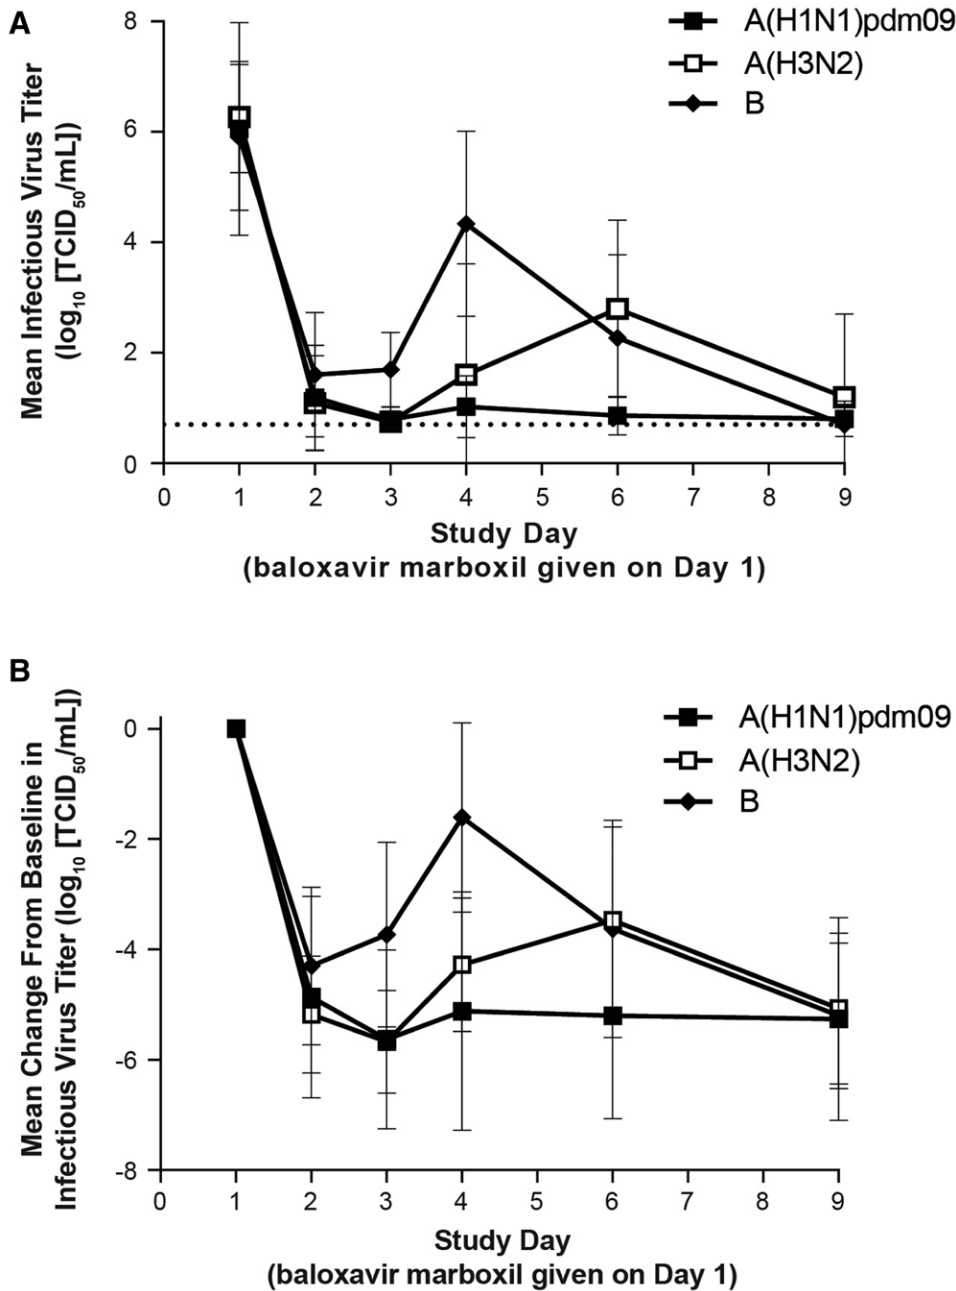 A
A(H1N1)pdm09
A(H3N2)
B
Mean Infectious Virus Titer
(log10 [TCID50/mL])
8
6
4
2
0
0 1 2 3 4 5 6 7 8 9
Study Day
(baloxavir marboxil given on Day 1)
B
A(H1N1)pdm09
A(H3N2)
B
Mean Change From Baseline in
Infectious Virus Titer (log10 [TCID50/mL])
0
-2
-4
-6
-8
0 1 2 3 4 5 6 7 8 9
Study Day
(baloxavir marboxil given on Day 1)